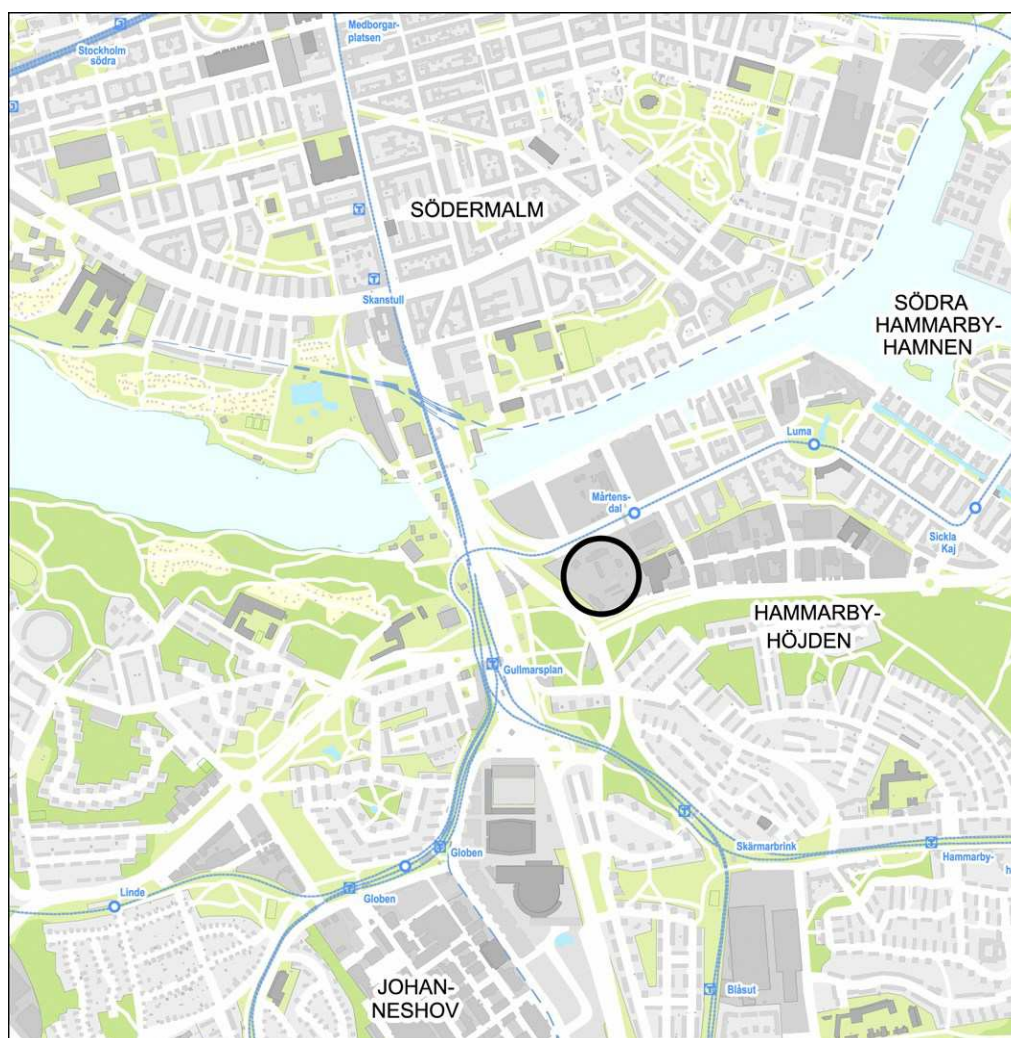 Medborgar-
platsen
Stockholm
södra
SÖDERMALM
Skanstull
SÖDRA
HAMMARBY-
HAMNEN
Luma
Mårtens-
dal
Sickla
Kaj
HAMMARBY-
HÖJDEN
Gullmarsplan
Skärmarbrink
Hammarby-
h
Globen
Globen
Linde
Blåsut
JOHAN-
NESHOV